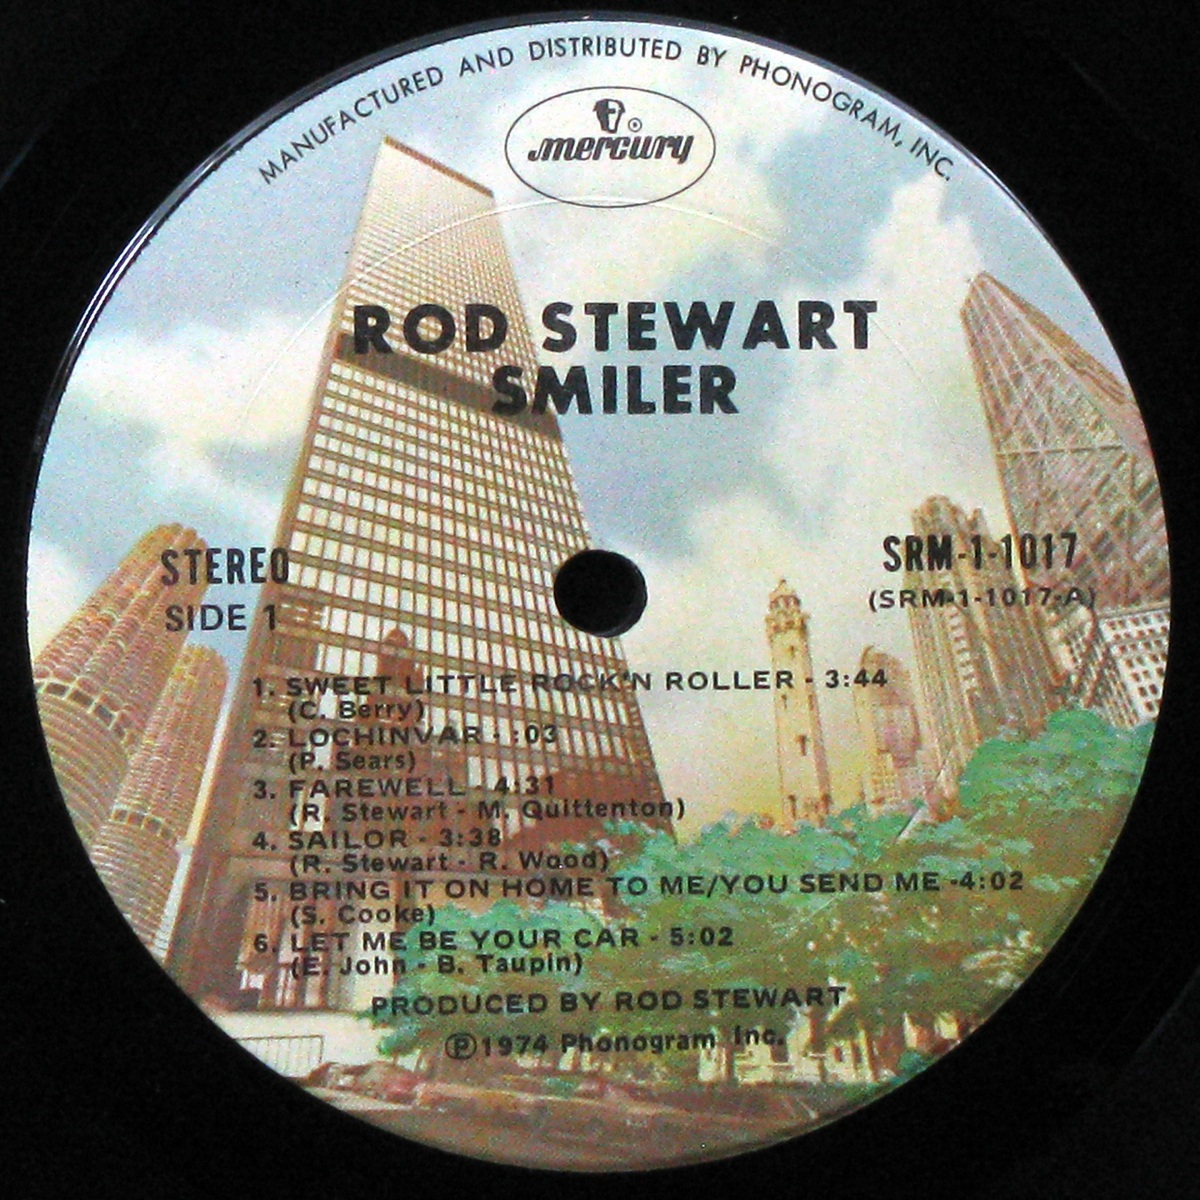 MANUFACTURED AND DISTRIBUTED BY PHONOGRAM, INC.
mercury
ROD STEWART
SMILER
STEREO
SIDE 1
SRM-1-1017
(SRM-1-1017-A)
1. SWEET LITTLE ROCK'N ROLLER - 3:44
(C. Berry)
2. LOCHINVAR - :03
(P. Sears)
3. FAREWELL - 4:31
(R. Stewart - M. Quittenton)
4. SAILOR - 3:38
(R. Stewart - R. Wood)
5. BRING IT ON HOME TO ME/YOU SEND ME -4:02
(S. Cooke)
6. LET ME BE YOUR CAR - 5:02
(E. John - B. Taupin)
PRODUCED BY ROD STEWART
℗1974 Phonogram Inc.